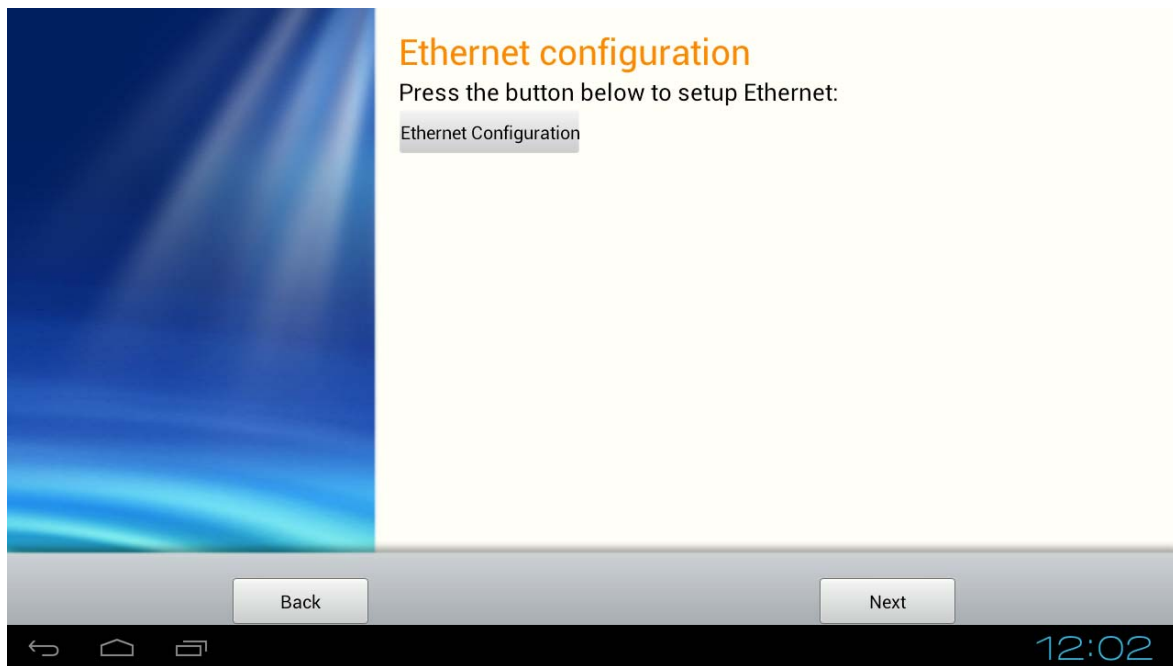 Ethernet configuration
Press the button below to setup Ethernet:
Ethernet Configuration
Back
Next
12:02